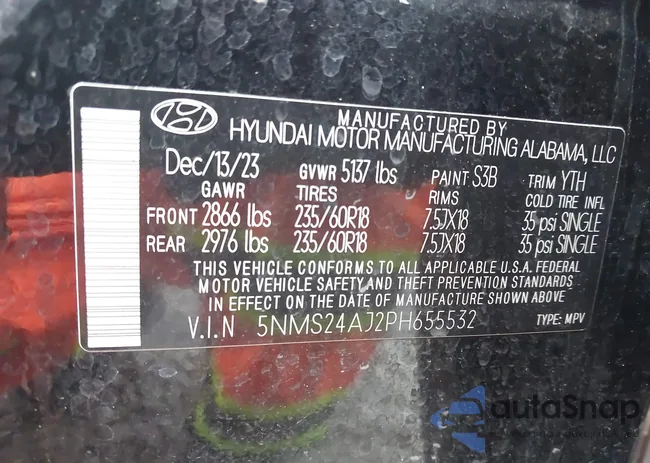 MANUFACTURED BY
HYUNDAI MOTOR MANUFACTURING ALABAMA, LLC
Dec/13/23 GVWR 5137 lbs PAINT S3B TRIM YTH
GAWR TIRES RIMS COLD TIRE INFL
FRONT 2866 lbs 235/60R18 7.5JX18 35 psi SINGLE
REAR 2976 lbs 235/60R18 7.5JX18 35 psi SINGLE
THIS VEHICLE CONFORMS TO ALL APPLICABLE U.S.A. FEDERAL
MOTOR VEHICLE SAFETY AND THEFT PREVENTION STANDARDS
IN EFFECT ON THE DATE OF MANUFACTURE SHOWN ABOVE
V.I.N 5NMS24AJ2PH655532 TYPE: MPV
autoSnap